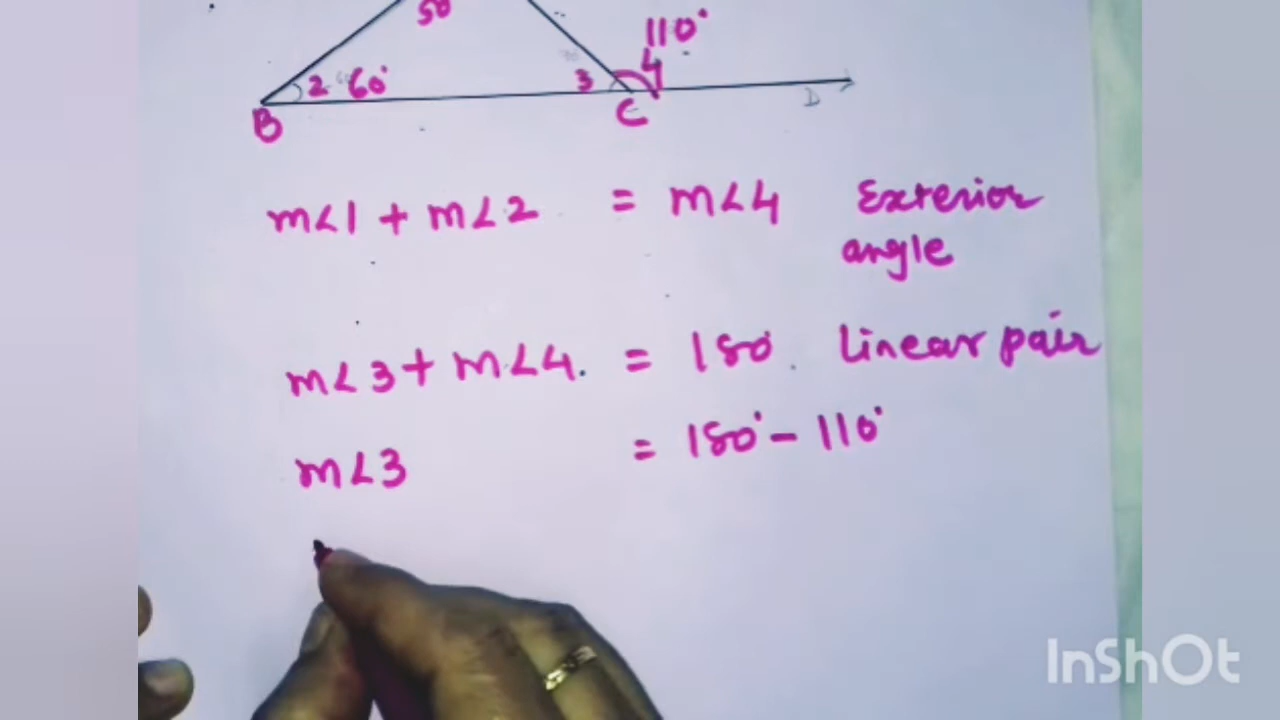 50
110°
2 60° 3 4
B C D
m∠1 + m∠2 = m∠4 Exterior
angle
m∠3 + m∠4. = 180° Linear pair
m∠3 = 180° - 110°
InShOt